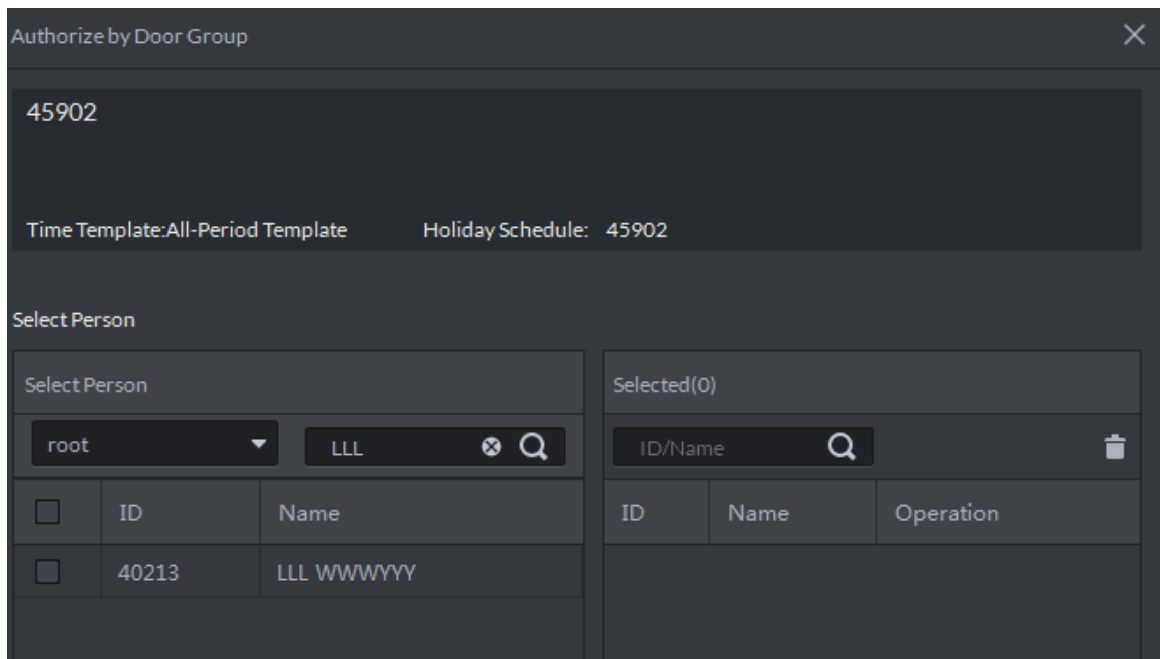 Authorize by Door Group
45902
Time Template:All-Period Template Holiday Schedule: 45902
Select Person
Select Person Selected(0)
root LLL ID/Name
ID Name ID Name Operation
40213 LLL WWWYYY